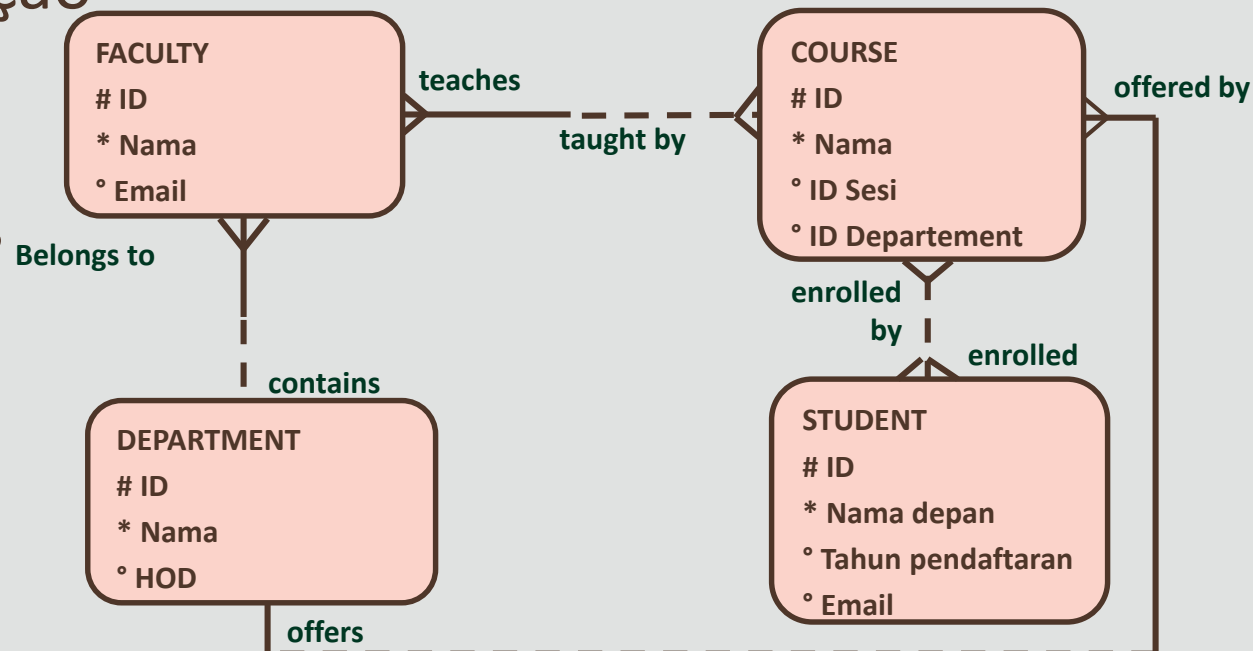 FACULTY
# ID
* Nama
° Email
teaches
taught by
COURSE
# ID
* Nama
° ID Sesi
° ID Departement
offered by
Belongs to
contains
enrolled
by
enrolled
DEPARTMENT
# ID
* Nama
° HOD
offers
STUDENT
# ID
* Nama depan
° Tahun pendaftaran
° Email